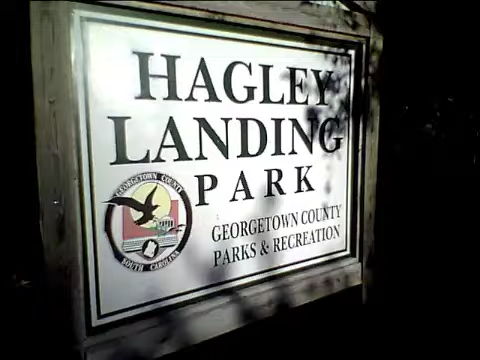 HAGLEY
LANDING
PARK
GEORGETOWN COUNTY
SOUTH CAROLINA
GEORGETOWN COUNTY
PARKS & RECREATION